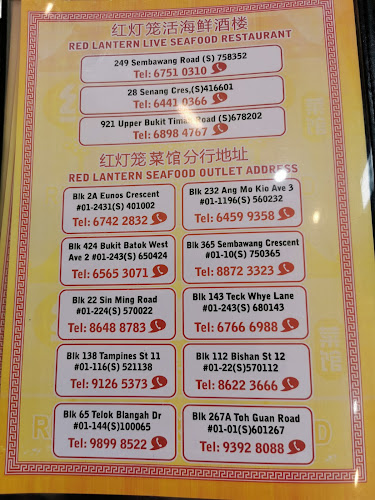 红灯笼活海鲜酒楼
RED LANTERN LIVE SEAFOOD RESTAURANT
249 Sembawang Road (S) 758352
Tel: 6751 0310
28 Senang Cres,(S)416601
Tel: 6441 0366
921 Upper Bukit Timah Road (S)678202
Tel: 6898 4767
红灯笼菜馆分行地址
RED LANTERN SEAFOOD OUTLET ADDRESS
Blk 2A Eunos Crescent
#01-2431(S) 401002
Tel: 6742 2832
Blk 232 Ang Mo Kio Ave 3
#01-1196(S) 560232
Tel: 6459 9358
Blk 424 Bukit Batok West
Ave 2 #01-243(S) 650424
Tel: 6565 3071
Blk 365 Sembawang Crescent
#01-10(S) 750365
Tel: 8872 3323
Blk 22 Sin Ming Road
#01-224(S) 570022
Tel: 8648 8783
Blk 143 Teck Whye Lane
#01-243(S) 680143
Tel: 6766 6988
Blk 138 Tampines St 11
#01-116(S) 521138
Tel: 9126 5373
Blk 112 Bishan St 12
#01-22(S)570112
Tel: 8622 3666
Blk 65 Telok Blangah Dr
#01-144(S)100065
Tel: 9899 8522
Blk 267A Toh Guan Road
#01-01(S)601267
Tel: 9392 8088